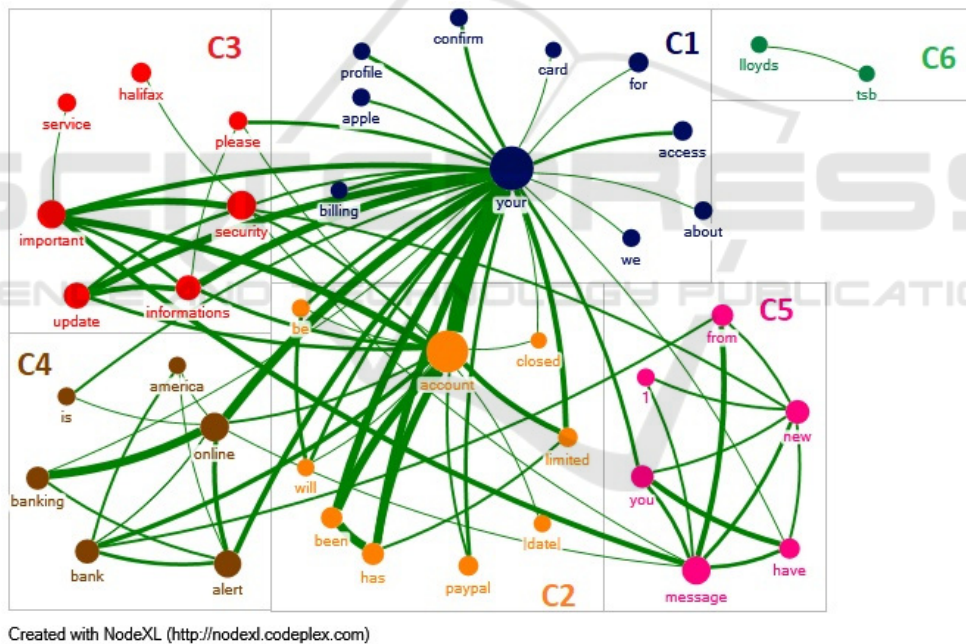 C3
C1
C6
confirm
profile
card
for
lloyds
tsb
halifax
service
apple
please
access
billing
your
important
security
about
we
update
informations
C5
be
from
C4
account
closed
america
1
is
new
online
limited
banking
will
you
been
|date|
has
paypal
have
bank
alert
message
C2
Created with NodeXL (http://nodexl.codeplex.com)